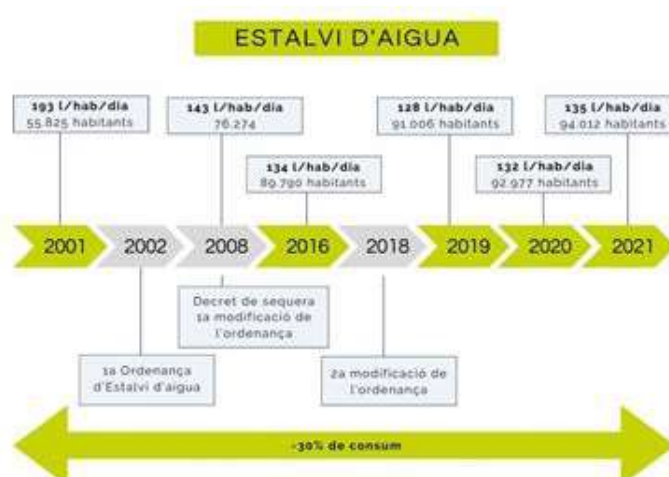 ESTALVI D'AIGUA
193 l/hab/dia
55.825 habitants
143 l/hab/dia
76.274
128 l/hab/dia
91.006 habitants
135 l/hab/dia
94.012 habitants
134 l/hab/dia
89.790 habitants
132 l/hab/dia
92.977 habitants
2001
2002
2008
2016
2018
2019
2020
2021
Decret de sequera
1a modificació de
l'ordenança
1a Ordenança
d'Estalvi d'aigua
2a modificació de
l'ordenança
-30% de consum